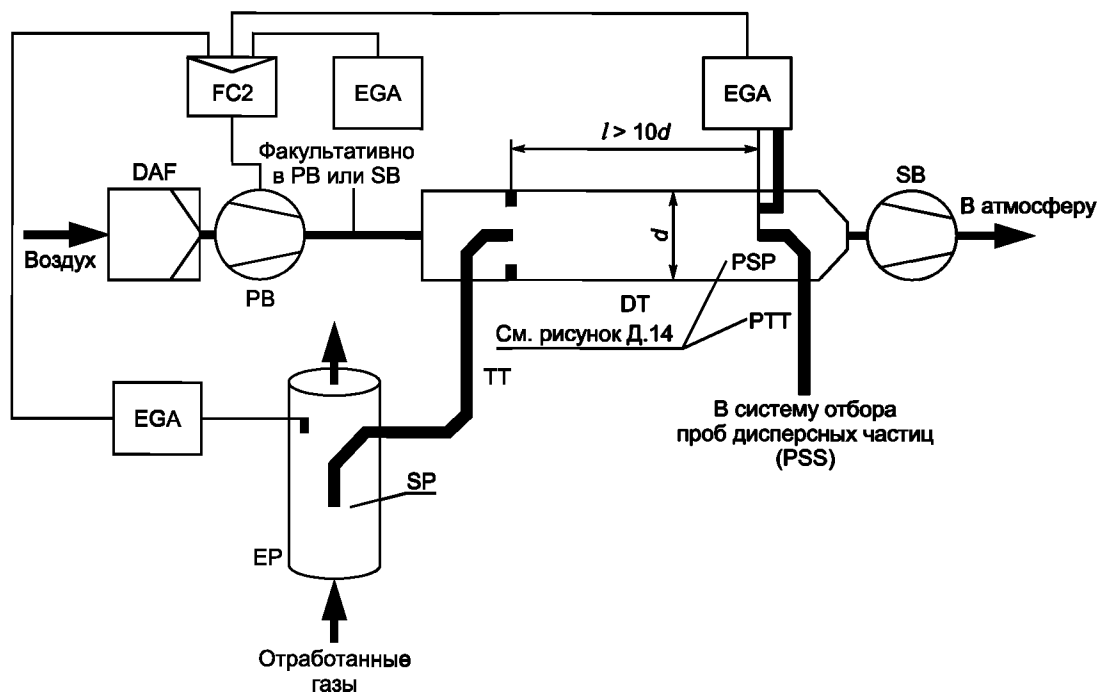 FC2
EGA
EGA
l > 10d
Факультативно
в PB или SB
DAF
SB
В атмосферу
Воздух
d
PB
PSP
DT
PTT
См. рисунок Д.14
TT
EGA
В систему отбора
проб дисперсных частиц
(PSS)
SP
EP
Отработанные
газы